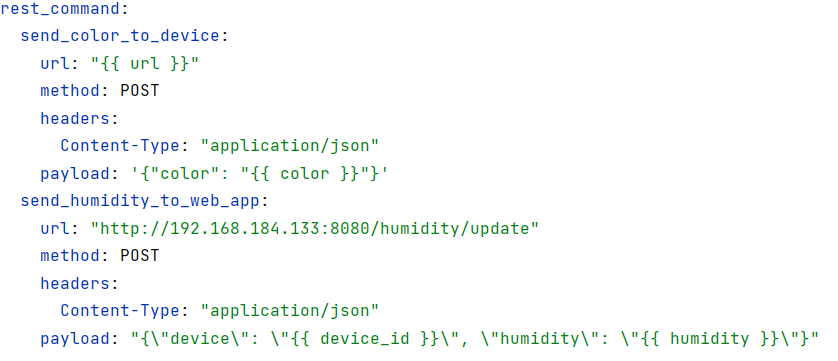 rest_command:
  send_color_to_device:
    url: "{{ url }}"
    method: POST
    headers:
      Content-Type: "application/json"
    payload: '{"color": "{{ color }}"}'
  send_humidity_to_web_app:
    url: "http://192.168.184.133:8080/humidity/update"
    method: POST
    headers:
      Content-Type: "application/json"
    payload: "{\"device\": \"{{ device_id }}\", \"humidity\": \"{{ humidity }}\"}"